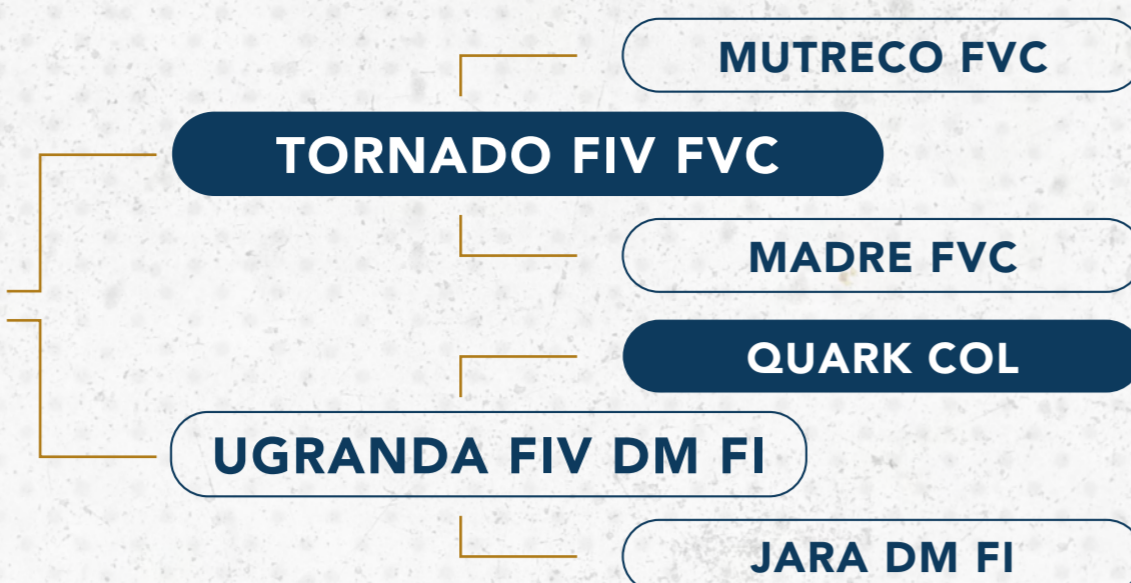 MUTRECO FVC
TORNADO FIV FVC
MADRE FVC
QUARK COL
UGRANDA FIV DM FI
JARA DM FI